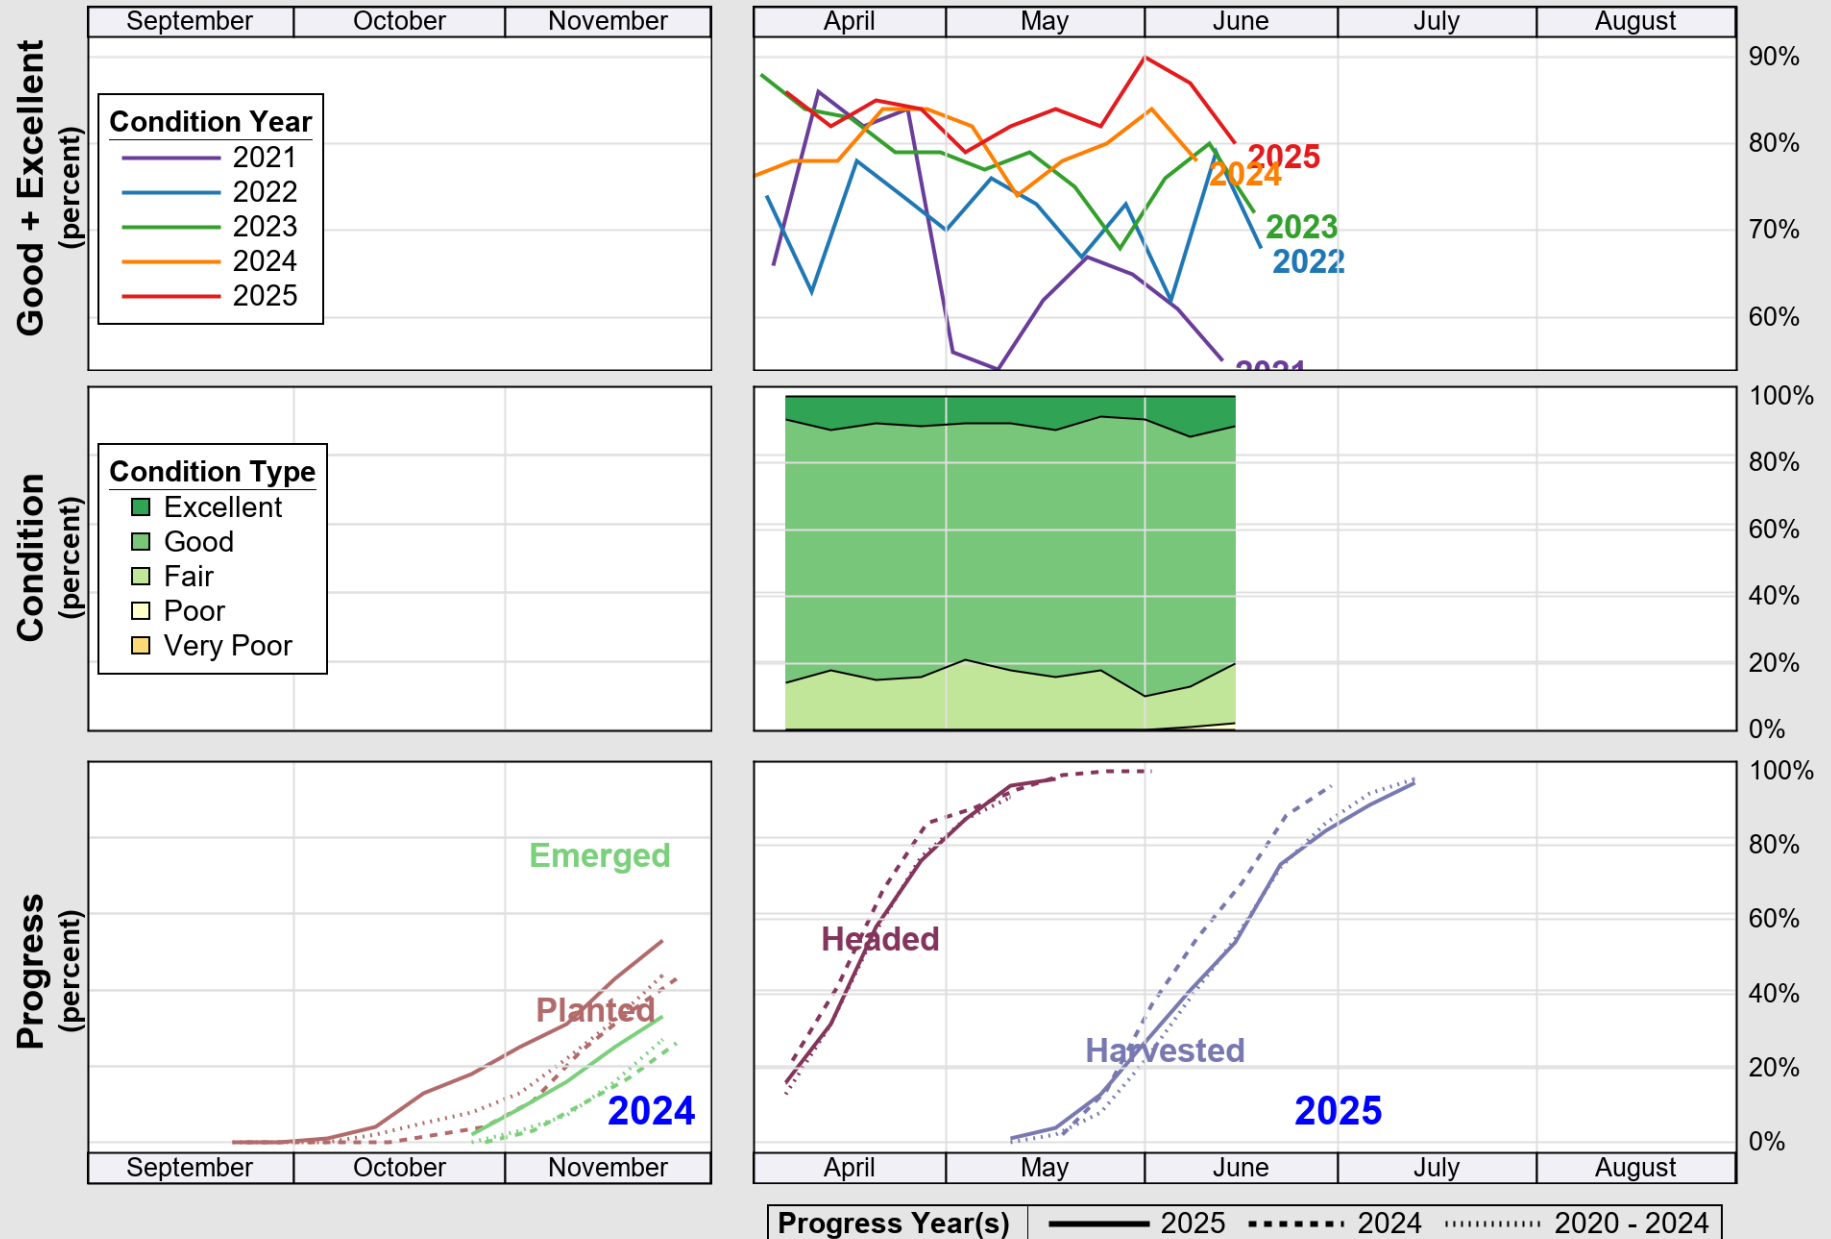 September October November April May June July August
Good + Excellent
(percent)
90%
80%
70%
60%
Condition Year
2021
2022
2023
2024
2025
2025
2024
2023
2022
2021
Condition
(percent)
100%
80%
60%
40%
20%
0%
Condition Type
Excellent
Good
Fair
Poor
Very Poor
Progress
(percent)
100%
80%
60%
40%
20%
0%
Emerged
Planted
2024
Headed
Harvested
2025
September October November April May June July August
Progress Year(s) 2025 2024 2020 - 2024